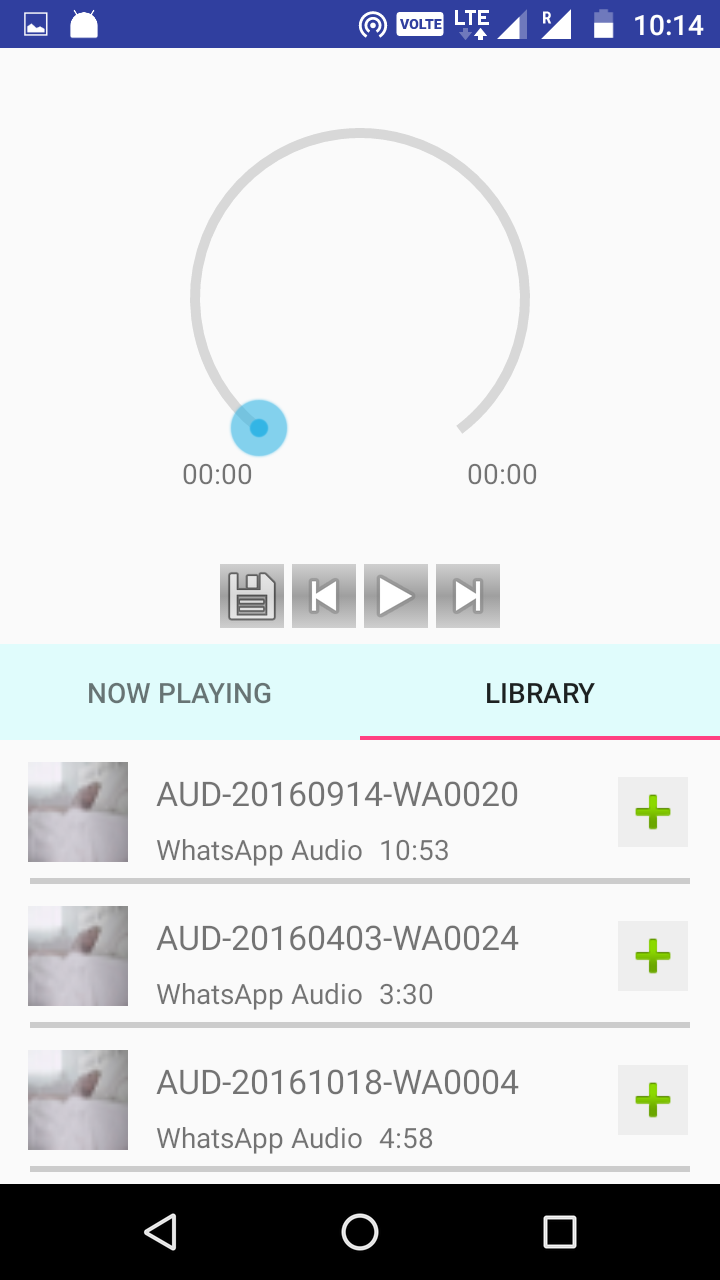 VOLTE LTE R 10:14
00:00 00:00
NOW PLAYING LIBRARY
AUD-20160914-WA0020
WhatsApp Audio 10:53
AUD-20160403-WA0024
WhatsApp Audio 3:30
AUD-20161018-WA0004
WhatsApp Audio 4:58